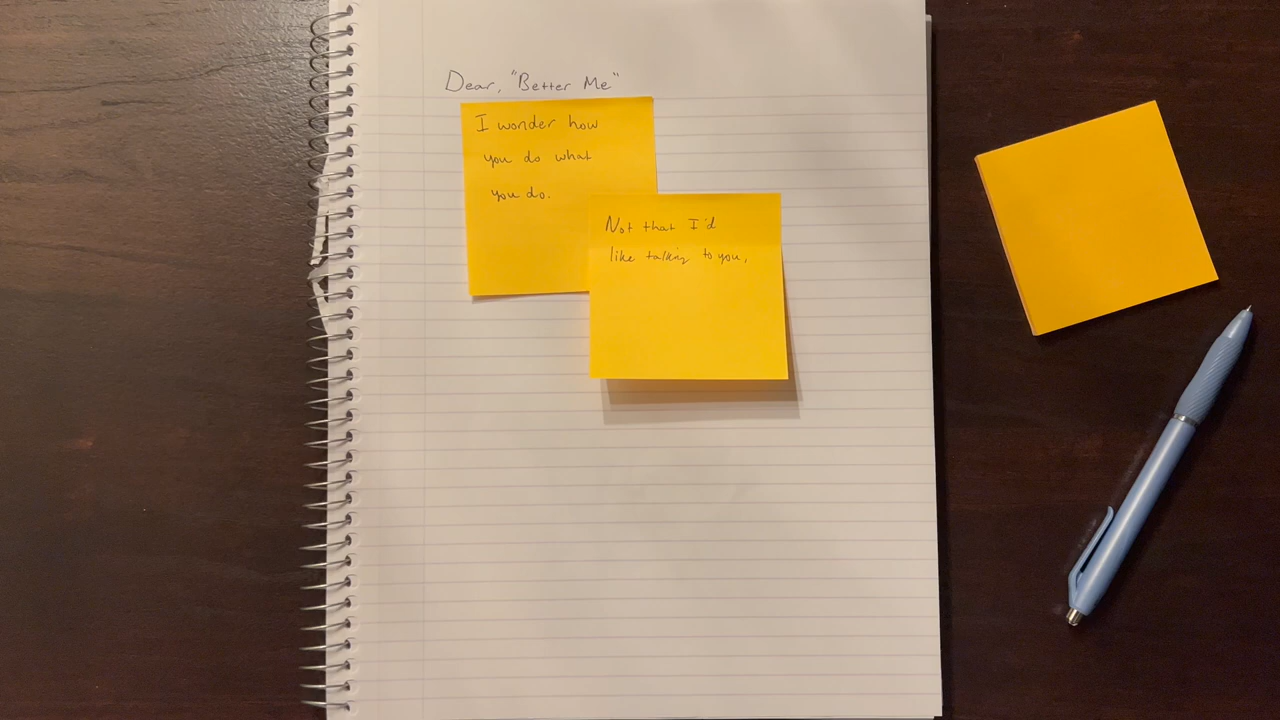 Dear, "Better Me"
I wonder how
you do what
you do.
Not that I'd
like talking to you,